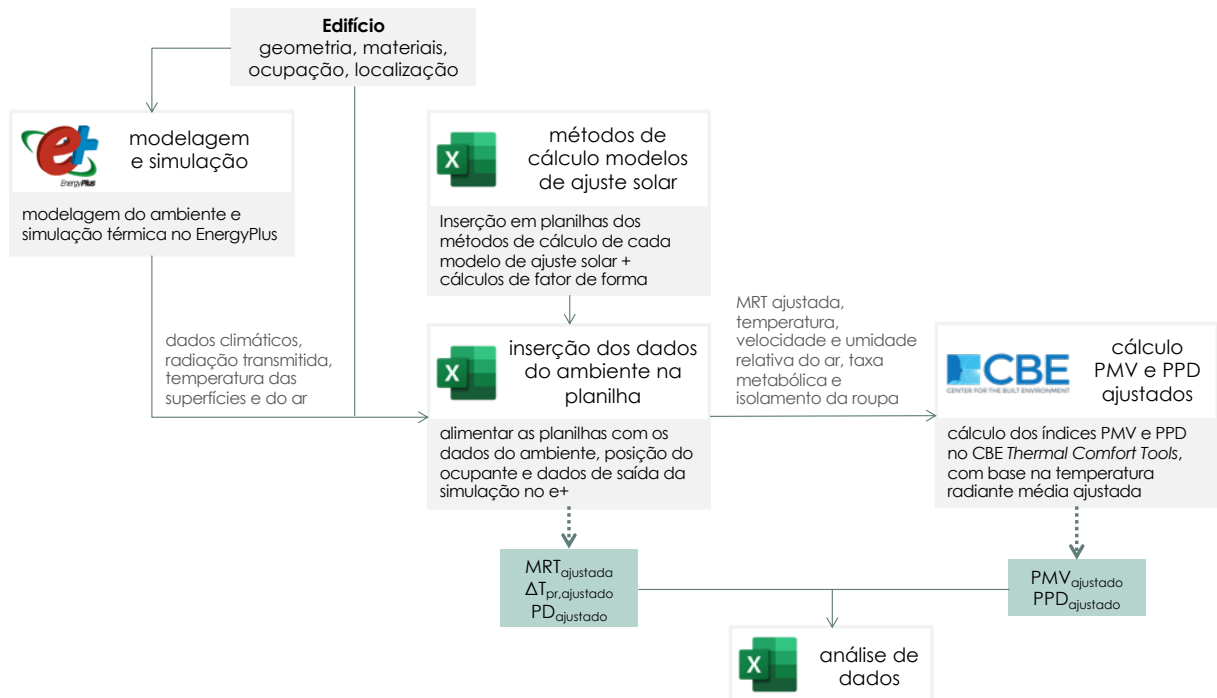 Edifício
geometria, materiais,
ocupação, localização
e+
EnergyPlus
modelagem
e simulação
modelagem do ambiente e
simulação térmica no EnergyPlus
X
métodos de
cálculo modelos
de ajuste solar
Inserção em planilhas dos
métodos de cálculo de cada
modelo de ajuste solar +
cálculos de fator de forma
dados climáticos,
radiação transmitida,
temperatura das
superfícies e do ar
X
inserção dos dados
do ambiente na
planilha
alimentar as planilhas com os
dados do ambiente, posição do
ocupante e dados de saída da
simulação no e+
MRT ajustada,
temperatura,
velocidade e umidade
relativa do ar, taxa
metabólica e
isolamento da roupa
CBE
CENTER FOR THE BUILT ENVIRONMENT
cálculo
PMV e PPD
ajustados
cálculo dos índices PMV e PPD
no CBE Thermal Comfort Tools,
com base na temperatura
radiante média ajustada
MRTajustada
ΔTpr,ajustado
PDajustado
PMVajustado
PPDajustado
X
análise de
dados